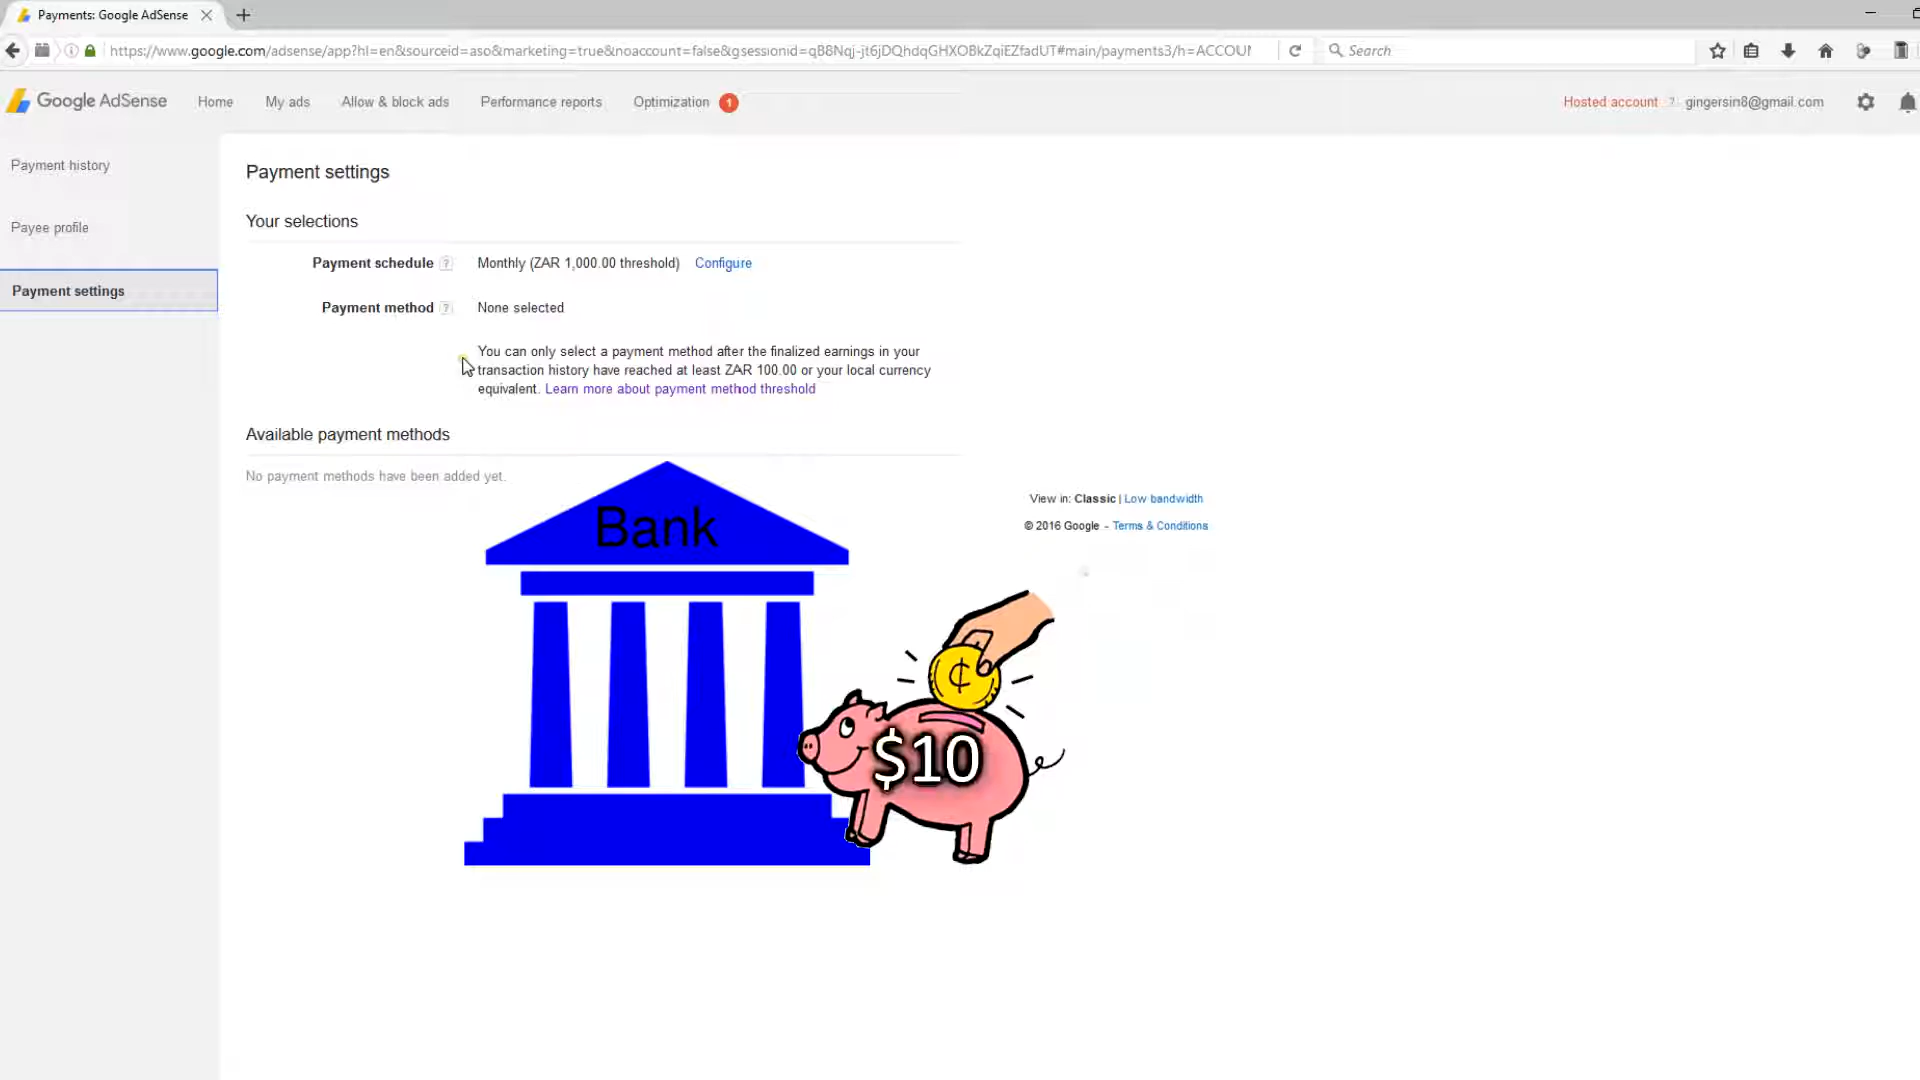 Payments: Google AdSense
https://www.google.com/adsense/app?hl=en&sourceid=aso&marketing=true&noaccount=false&gsessionid=qB8Nqj-jt6jDQhdqGHXOBkZqiEZfadUT#main/payments3/h=ACCOUN
Search
Google AdSense
Home
My ads
Allow & block ads
Performance reports
Optimization
1
Hosted account ?
gingersin8@gmail.com
Payment history
Payee profile
Payment settings
Payment settings
Your selections
Payment schedule ? Monthly (ZAR 1,000.00 threshold) Configure
Payment method ? None selected
You can only select a payment method after the finalized earnings in your
transaction history have reached at least ZAR 100.00 or your local currency
equivalent. Learn more about payment method threshold
Available payment methods
No payment methods have been added yet.
View in: Classic | Low bandwidth
© 2016 Google - Terms & Conditions
Bank
¢
$10